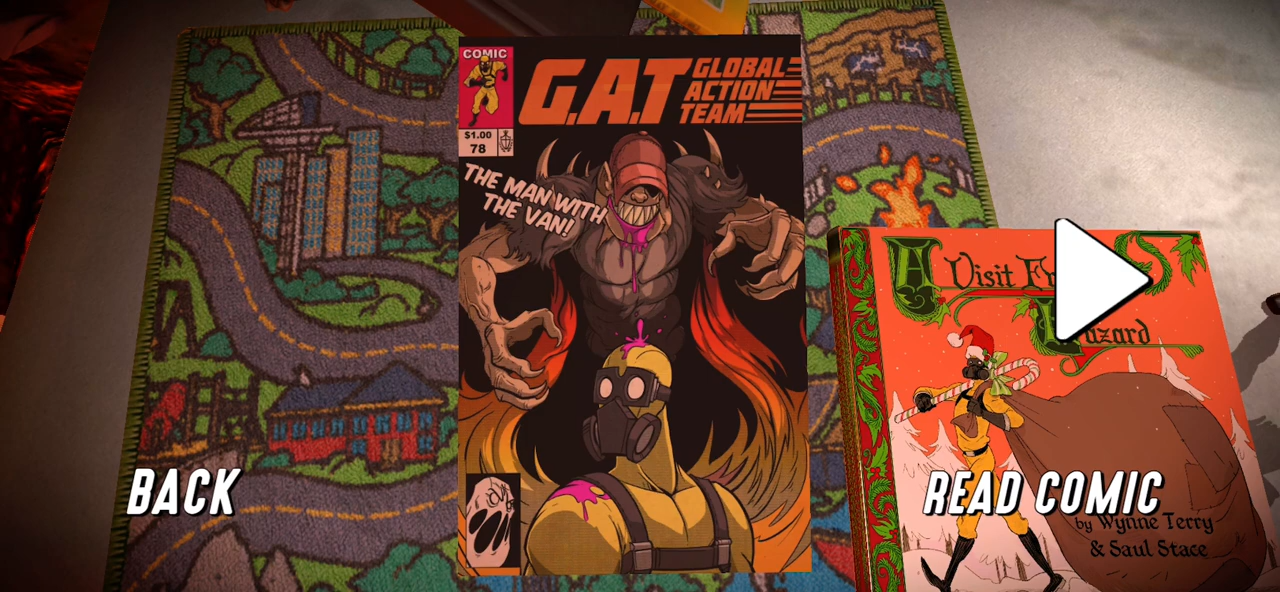 COMIC
G.A.T
GLOBAL
ACTION
TEAM
$1.00
78
THE MAN WITH
THE VAN!
A Visit
BACK
READ COMIC
by Wynne Terry
& Saul Stace